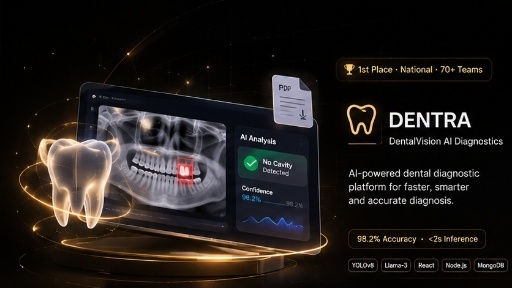 1st Place · National · 70+ Teams
PDF
DENTRA
DentalVision AI Diagnostics
AI Analysis
No Cavity
Detected
Confidence
98.2%
98.2%
AI-powered dental diagnostic
platform for faster, smarter
and accurate diagnosis.
98.2% Accuracy · <2s Inference
YOLOv8
Llama-3
React
Node.js
MongoDB